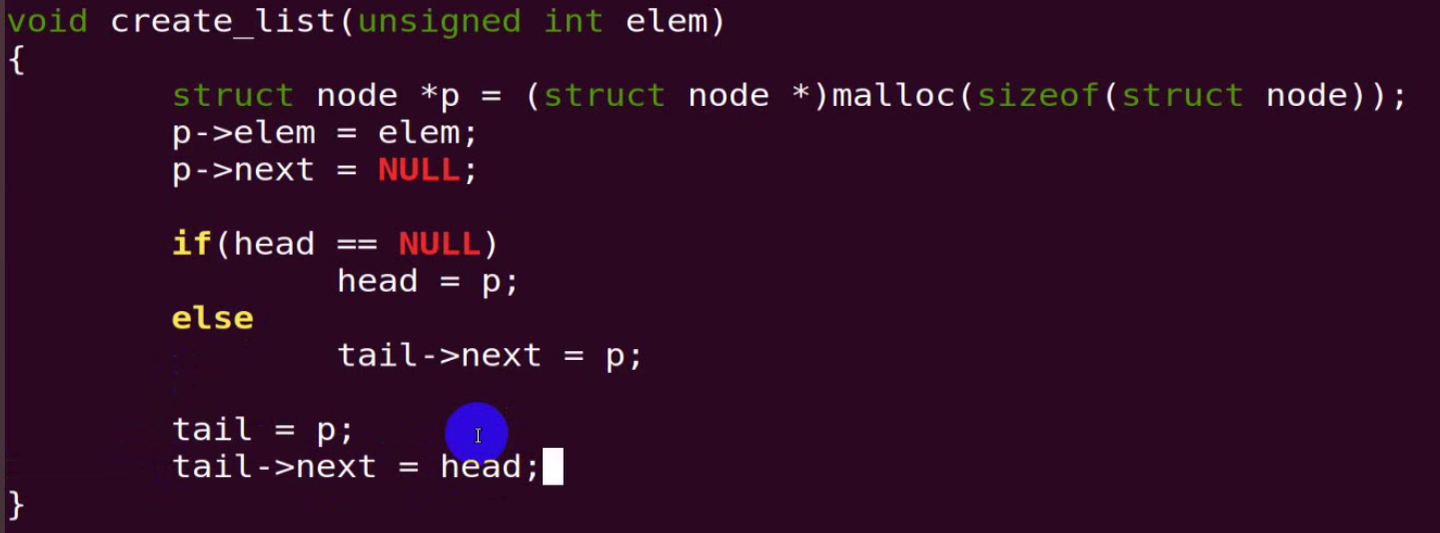 void create_list(unsigned int elem)
{
struct node *p = (struct node *)malloc(sizeof(struct node));
p->elem = elem;
p->next = NULL;
if(head == NULL)
head = p;
else
tail->next = p;
tail = p;
tail->next = head;
}